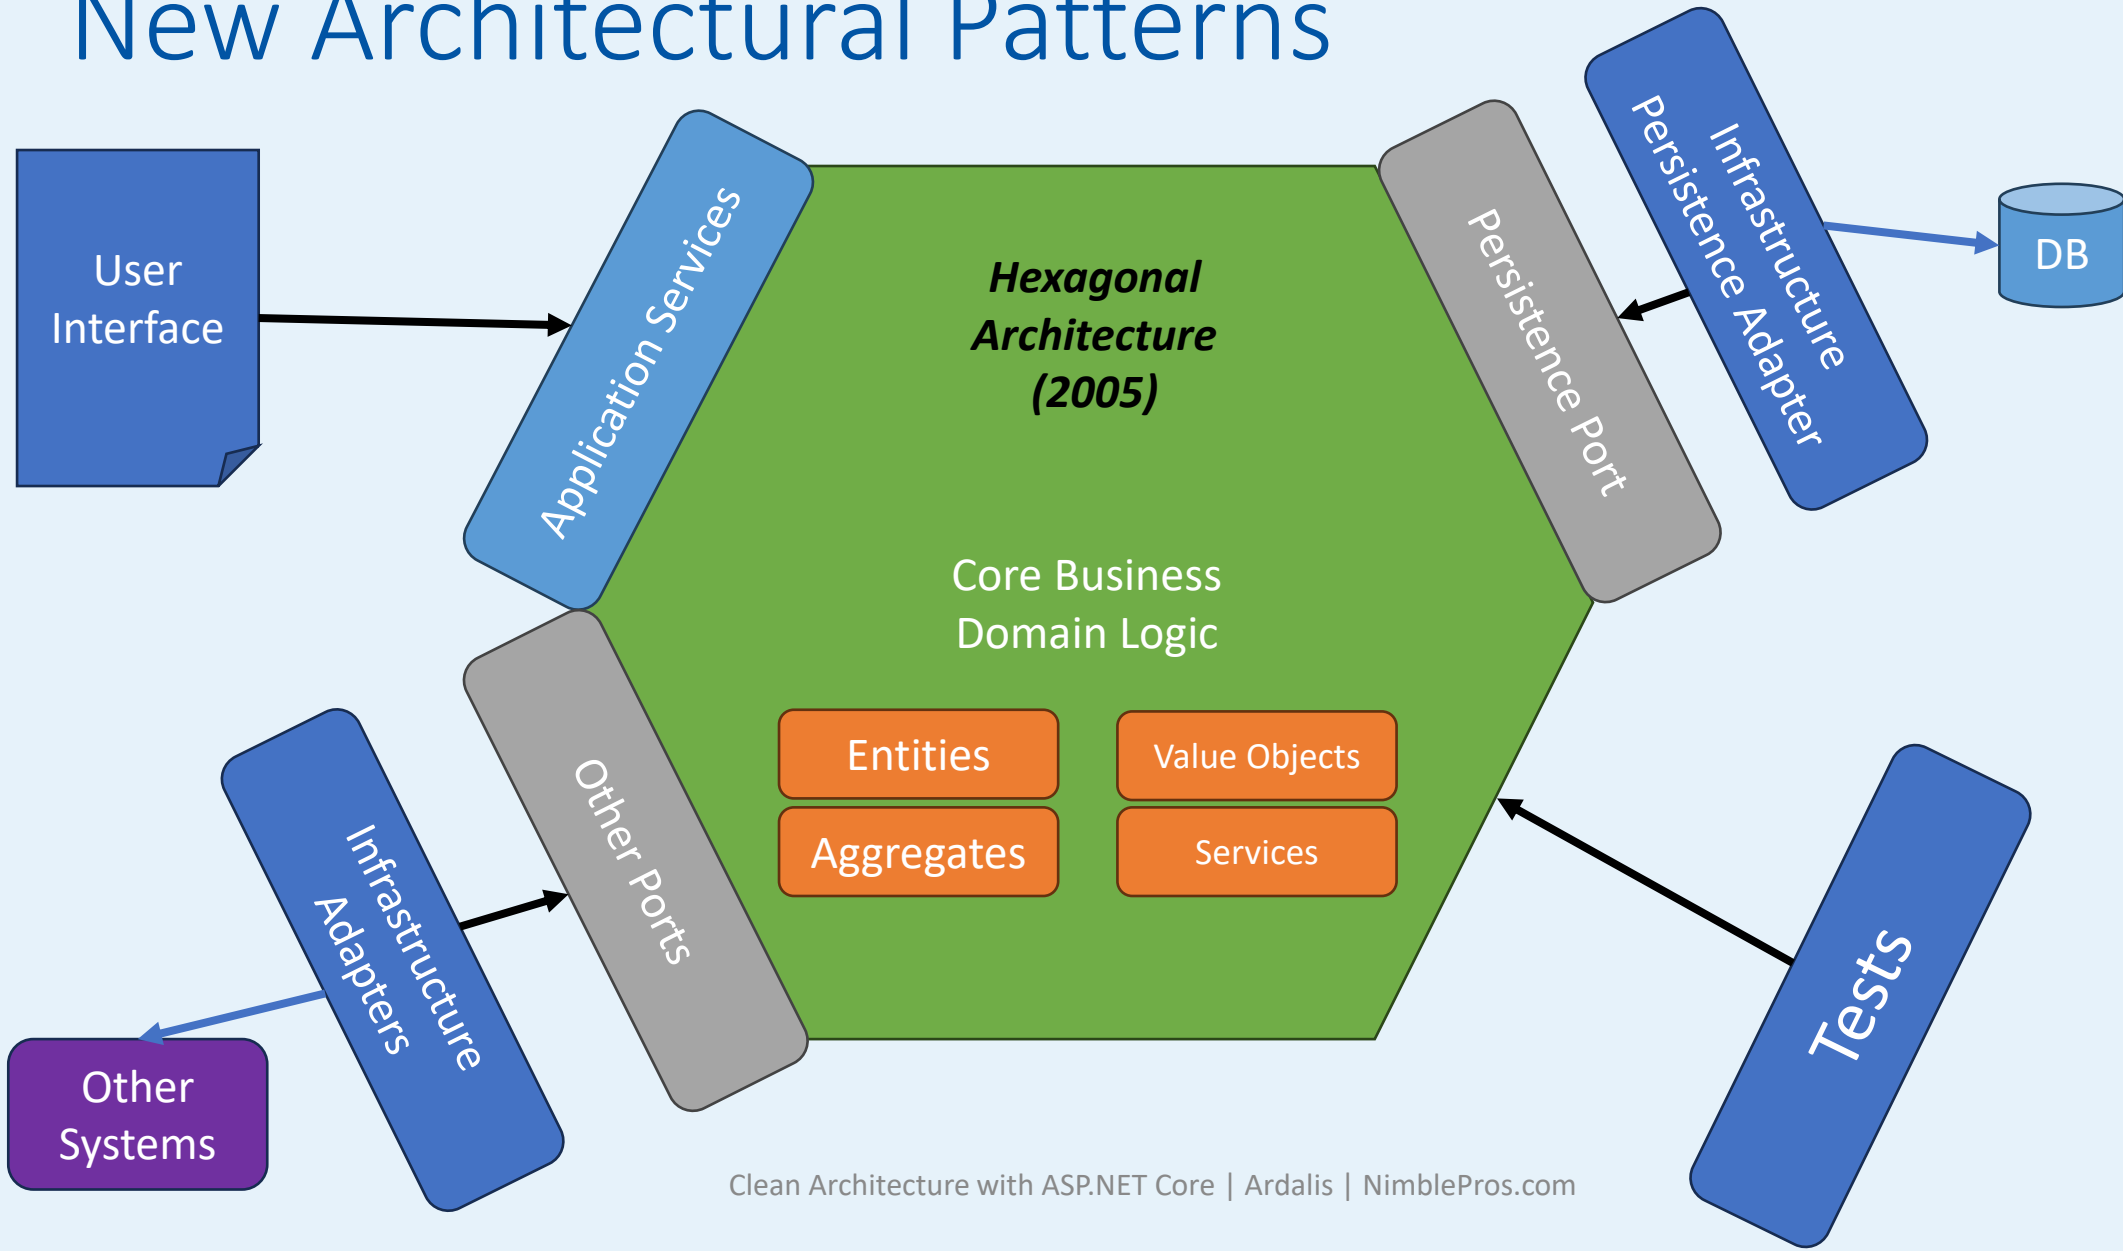 New Architectural Patterns
User
Interface
Application Services
Hexagonal
Architecture
(2005)
Persistence Port
Infrastructure
Persistence Adapter
DB
Core Business
Domain Logic
Entities
Value Objects
Aggregates
Services
Other Ports
Infrastructure
Adapters
Other
Systems
Tests
Clean Architecture with ASP.NET Core | Ardalis | NimblePros.com